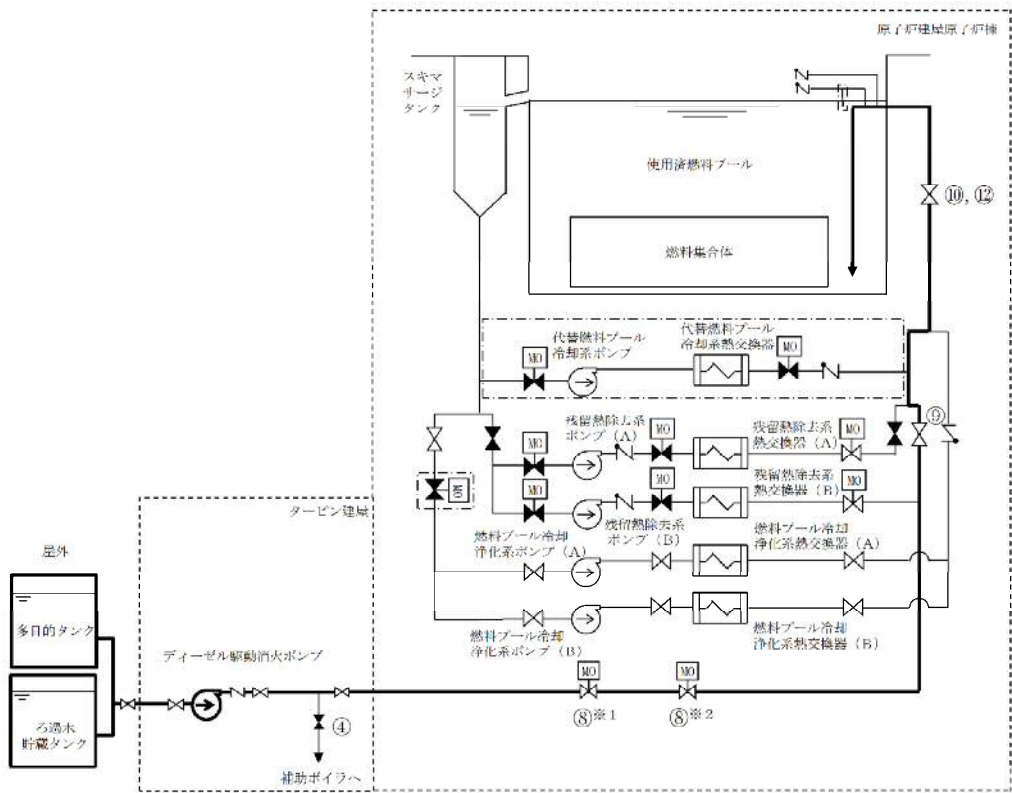 原子炉建屋原子炉棟
スキマ
サージ
タンク
使用済燃料プール
⑩, ⑫
燃料集合体
代替燃料プール
冷却系ポンプ
代替燃料プール
冷却系熱交換器
MO
MO
⑨
残留熱除去系
ポンプ（A）
残留熱除去系
熱交換器（A）
MO
MO
MO
MO
残留熱除去系
熱交換器（B）
MO
MO
MO
残留熱除去系
ポンプ（B）
燃料プール冷却
浄化系ポンプ（A）
燃料プール冷却
浄化系熱交換器（A）
燃料プール冷却
浄化系ポンプ（B）
燃料プール冷却
浄化系熱交換器（B）
タービン建屋
屋外
多目的タンク
ディーゼル駆動消火ポンプ
MO
MO
⑧※1
⑧※2
ろ過水
貯蔵タンク
④
補助ボイラへ